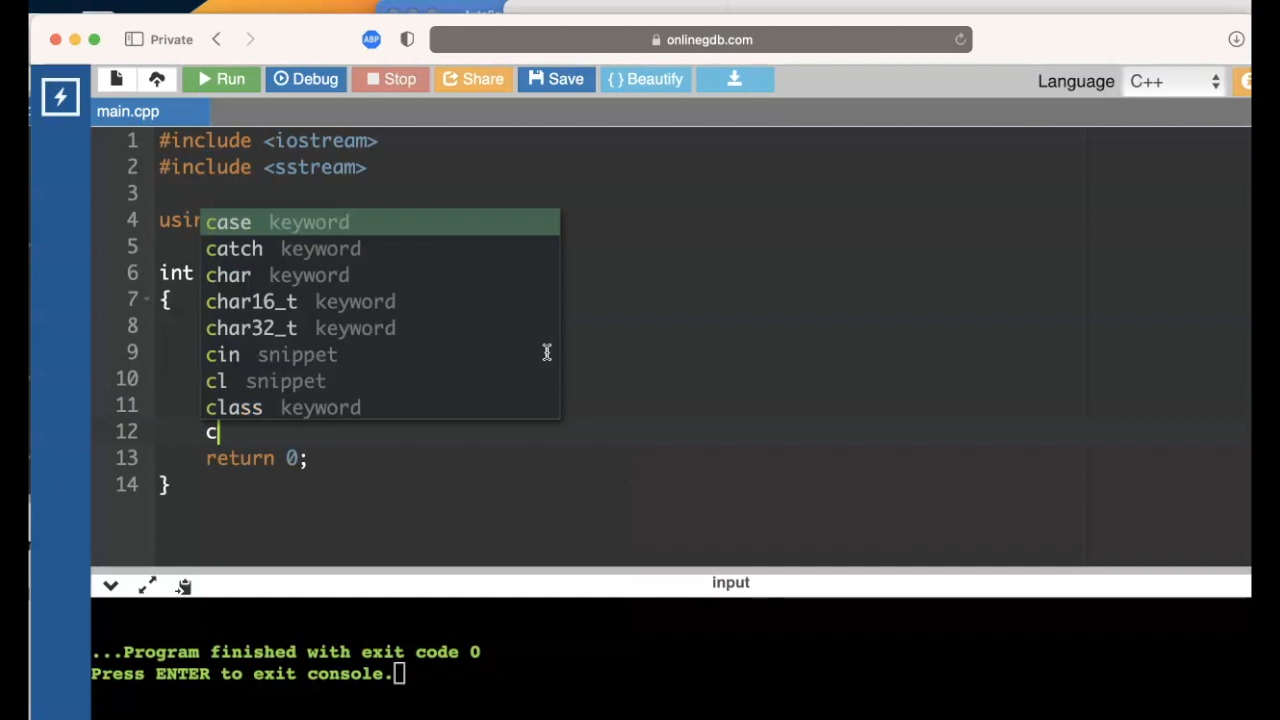 Private
ABP
onlinegdb.com
Run Debug Stop Share Save { } Beautify Language C++
main.cpp
1 #include <iostream>
2 #include <sstream>
3
4
case keyword
5
catch keyword
6 int
char keyword
7 {
char16_t keyword
8
char32_t keyword
9
cin snippet
10
cl snippet
11
class keyword
12 c
13 return 0;
14 }
input
...Program finished with exit code 0
Press ENTER to exit console.